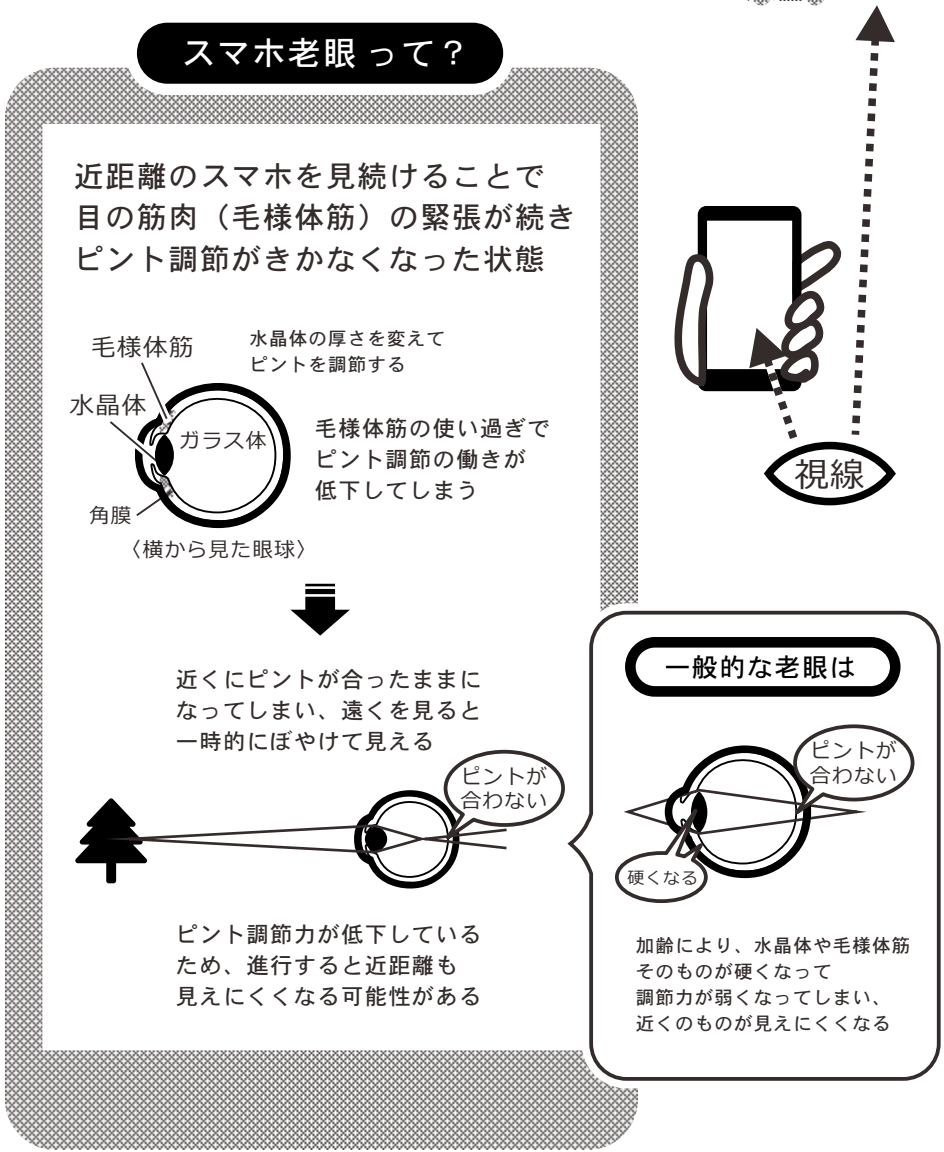 スマホ老眼って？
近距離のスマホを見続けることで
目の筋肉（毛様体筋）の緊張が続き
ピント調節がきかなくなった状態
毛様体筋
水晶体の厚さを変えて
ピントを調節する
水晶体
ガラス体
角膜
〈横から見た眼球〉
毛様体筋の使い過ぎで
ピント調節の働きが
低下してしまう
視線
近くにピントが合ったままに
なってしまい、遠くを見ると
一時的にぼやけて見える
ピントが
合わない
ピント調節力が低下している
ため、進行すると近距離も
見えにくくなる可能性がある
一般的な老眼は
ピントが
合わない
硬くなる
加齢により、水晶体や毛様体筋
そのものが硬くなって
調節力が弱くなってしまい、
近くのものが見えにくくなる